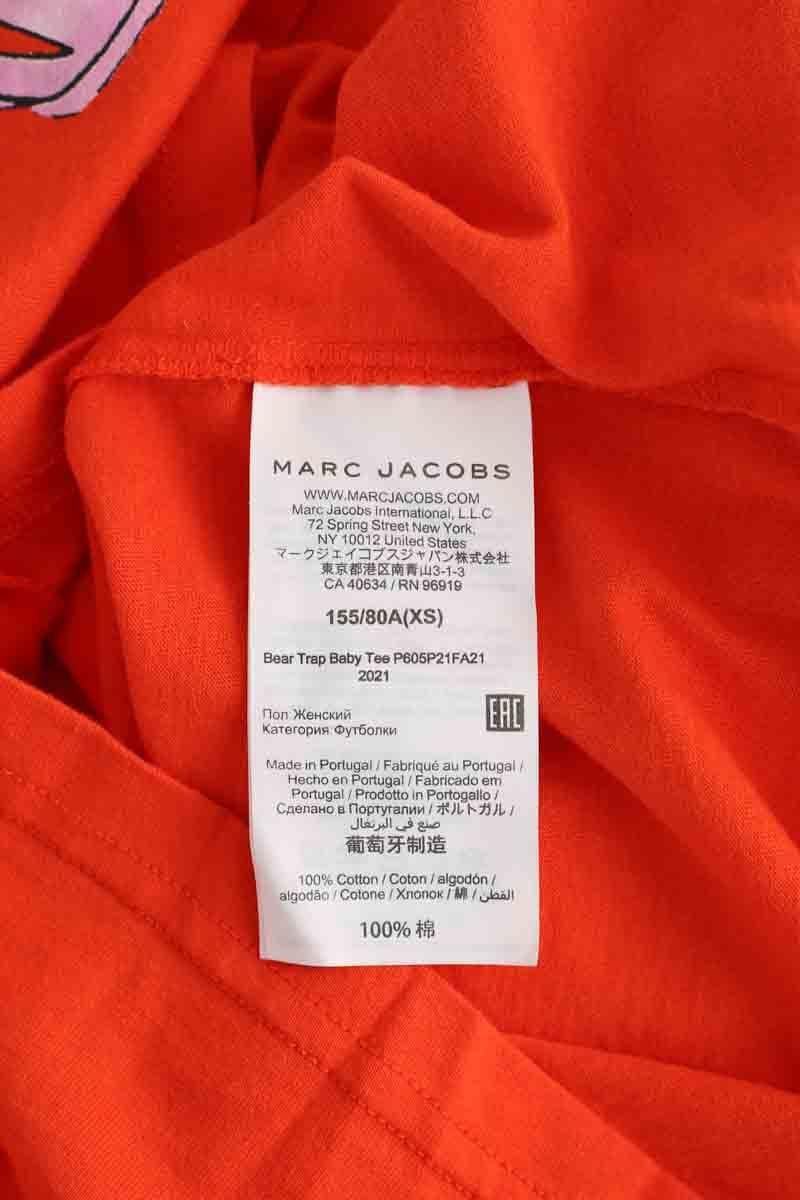 MARC JACOBS
WWW.MARCJACOBS.COM
Marc Jacobs International, L.L.C
72 Spring Street New York,
NY 10012 United States
マークジェイコブスジャパン株式会社
東京都港区南青山3-1-3
CA 40634 / RN 96919
155/80A(XS)
Bear Trap Baby Tee P605P21FA21
2021
Пол:Женский
Категория:Футболки
EAC
Made in Portugal / Fabriqué au Portugal /
Hecho en Portugal / Fabricado em
Portugal / Prodotto in Portogallo /
Сделано в Португалии / ポルトガル /
صنع في البرتغال
葡萄牙制造
100% Cotton / Coton / algodón /
algodão / Cotone / Хлопок / 綿 / القطن
100% 棉